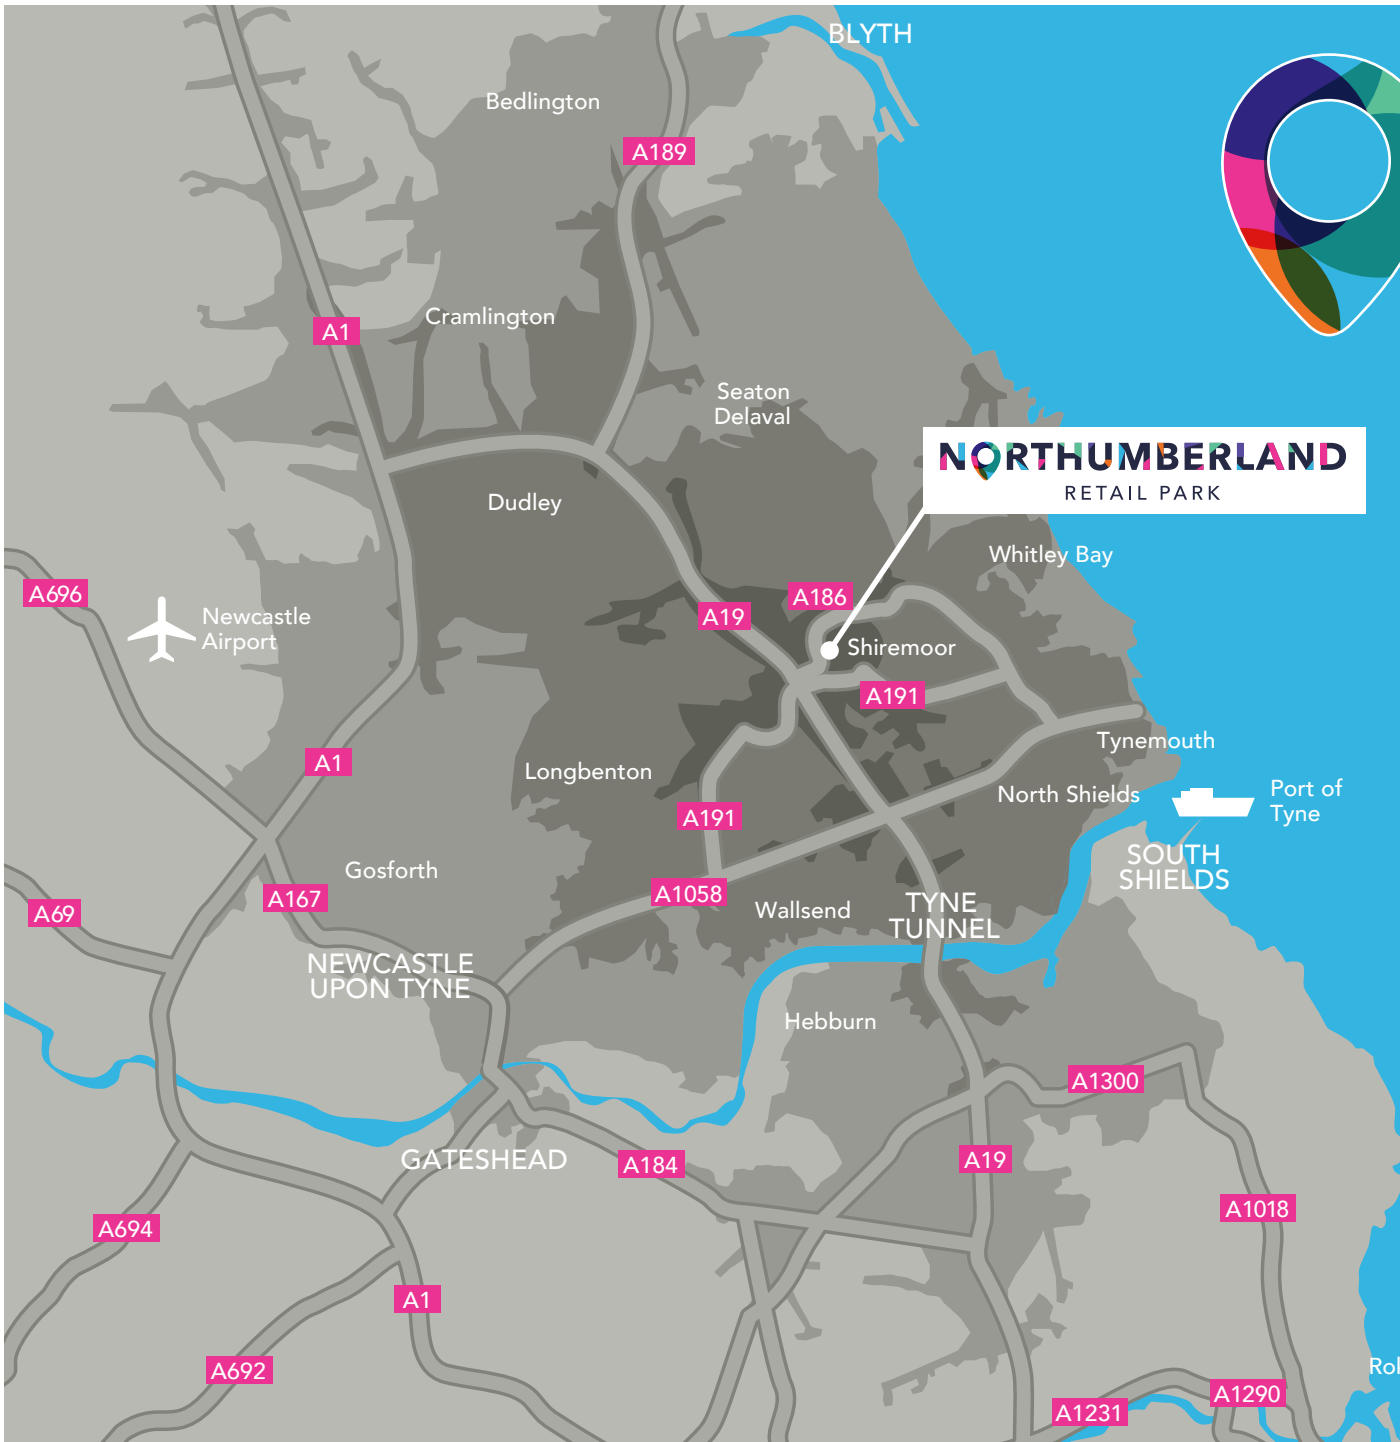 BLYTH
Bedlington
A189
Cramlington
A1
Seaton
Delaval
NORTHUMBERLAND
RETAIL PARK
Dudley
Whitley Bay
A696
A186
Newcastle
Airport
A19
Shiremoor
A191
Tynemouth
A1
Longbenton
North Shields
Port of
Tyne
A191
SOUTH
SHIELDS
Gosforth
A167
A1058
A69
Wallsend
TYNE
TUNNEL
NEWCASTLE
UPON TYNE
Hebburn
A1300
GATESHEAD
A184
A19
A694
A1018
A1
A692
A1290
A1231